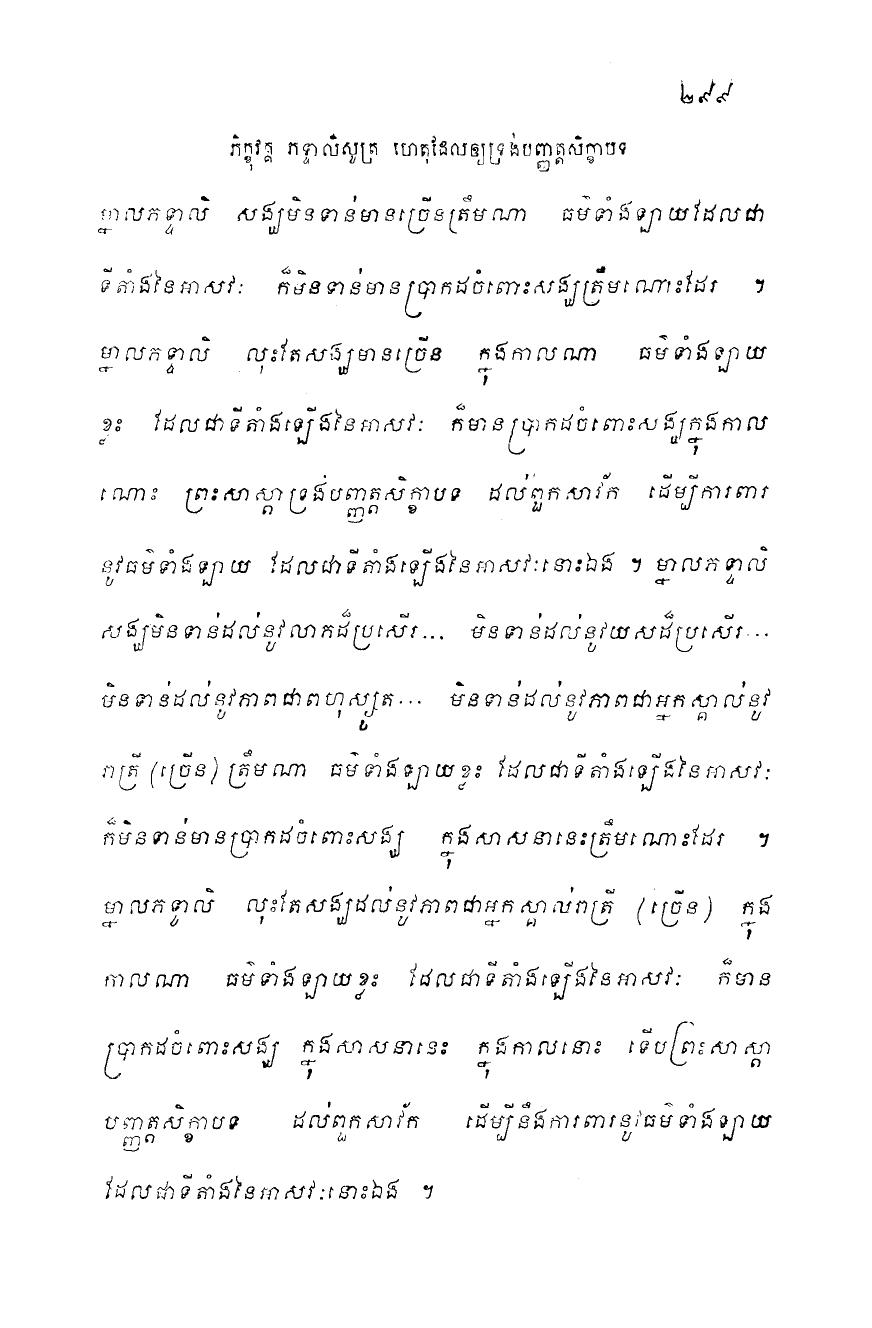 ២៩៩
ភិក្ខុវគ្គ ភទ្ទាលិសូត្រ ហេតុដែលឲ្យទ្រង់បញ្ញត្តសិក្ខាបទ
ម្នាលភទ្ទាលិ សង្ឃមិនទាន់មានច្រើនត្រឹមណា ធម៌ទាំងឡាយដែលជា
ទីតាំងនៃអាសវៈ ក៏មិនទាន់មានប្រាកដចំពោះសង្ឃត្រឹមណោះដែរ ។
ម្នាលភទ្ទាលិ លុះតែសង្ឃមានច្រើន ក្នុងកាលណា ធម៌ទាំងឡាយ
ខ្លះ ដែលជាទីតាំងឡើងនៃអាសវៈ ក៏មានប្រាកដចំពោះសង្ឃក្នុងកាល
ណោះ ព្រះសាស្តាទ្រង់បញ្ញត្តសិក្ខាបទ ដល់ពួកសាវ័ក ដើម្បីការពារ
នូវធម៌ទាំងឡាយ ដែលជាទីតាំងឡើងនៃអាសវៈនោះឯង ។ ម្នាលភទ្ទាលិ
សង្ឃមិនទាន់ដល់នូវលាភដ៏ប្រសើរ... មិនទាន់ដល់នូវយសដ៏ប្រសើរ...
មិនទាន់ដល់នូវភាពជាពហុស្សូត... មិនទាន់ដល់នូវភាពជាអ្នកស្គាល់នូវ
រាត្រី (ច្រើន) ត្រឹមណា ធម៌ទាំងឡាយខ្លះ ដែលជាទីតាំងឡើងនៃអាសវៈ
ក៏មិនទាន់មានប្រាកដចំពោះសង្ឃ ក្នុងសាសនានេះត្រឹមណោះដែរ ។
ម្នាលភទ្ទាលិ លុះតែសង្ឃដល់នូវភាពជាអ្នកស្គាល់រាត្រី (ច្រើន) ក្នុង
កាលណា ធម៌ទាំងឡាយខ្លះ ដែលជាទីតាំងឡើងនៃអាសវៈ ក៏មាន
ប្រាកដចំពោះសង្ឃ ក្នុងសាសនានេះ ក្នុងកាលនោះ ទើបព្រះសាស្តា
បញ្ញត្តសិក្ខាបទ ដល់ពួកសាវ័ក ដើម្បីនឹងការពារនូវធម៌ទាំងឡាយ
ដែលជាទីតាំងនៃអាសវៈនោះឯង ។